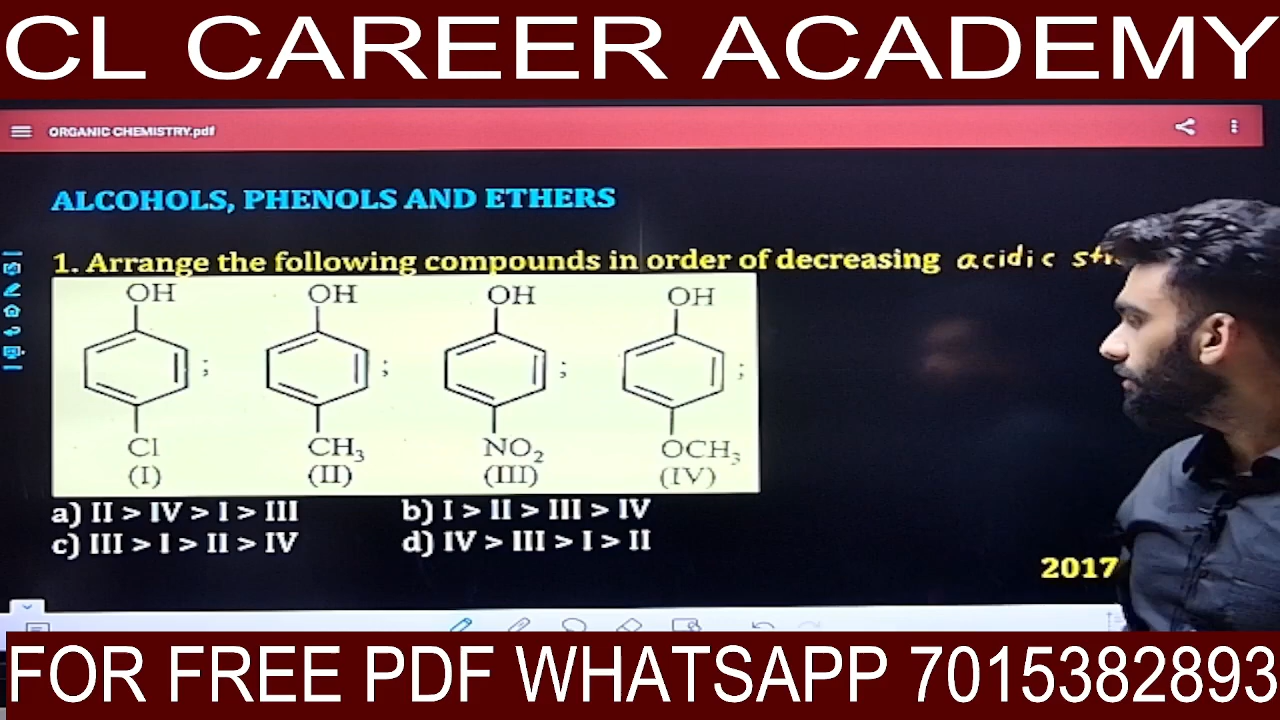 CL CAREER ACADEMY
ORGANIC CHEMISTRY.pdf
ALCOHOLS, PHENOLS AND ETHERS
1. Arrange the following compounds in order of decreasing acidic
OH OH OH OH
; ; ; ;
Cl CH₃ NO₂ OCH₃
(I) (II) (III) (IV)
a) II > IV > I > III b) I > II > III > IV
c) III > I > II > IV d) IV > III > I > II
2017
FOR FREE PDF WHATSAPP 7015382893